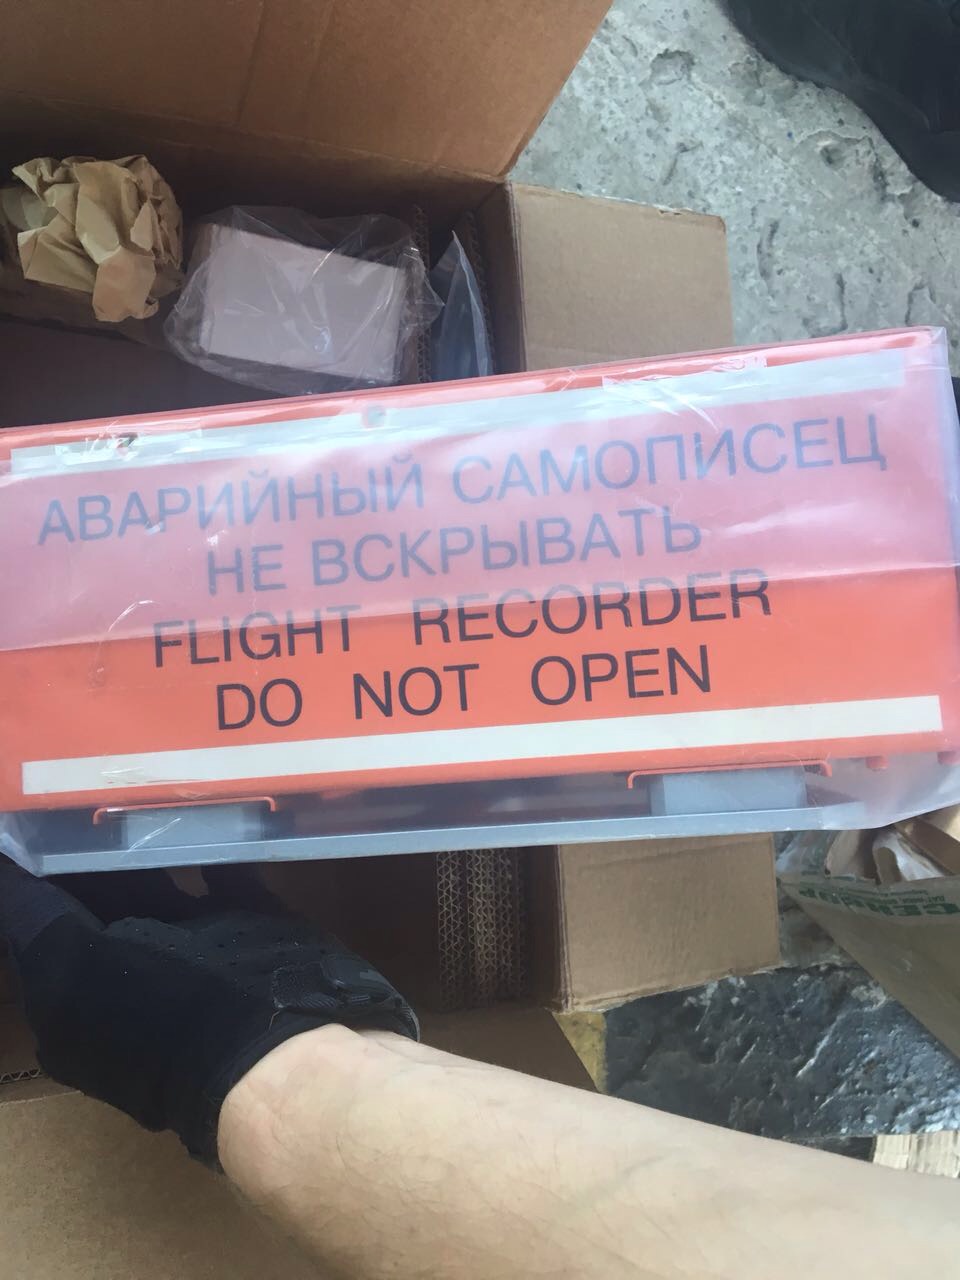 АВАРИЙНЫЙ САМОПИСЕЦ
НЕ ВСКРЫВАТЬ
FLIGHT RECORDER
DO NOT OPEN